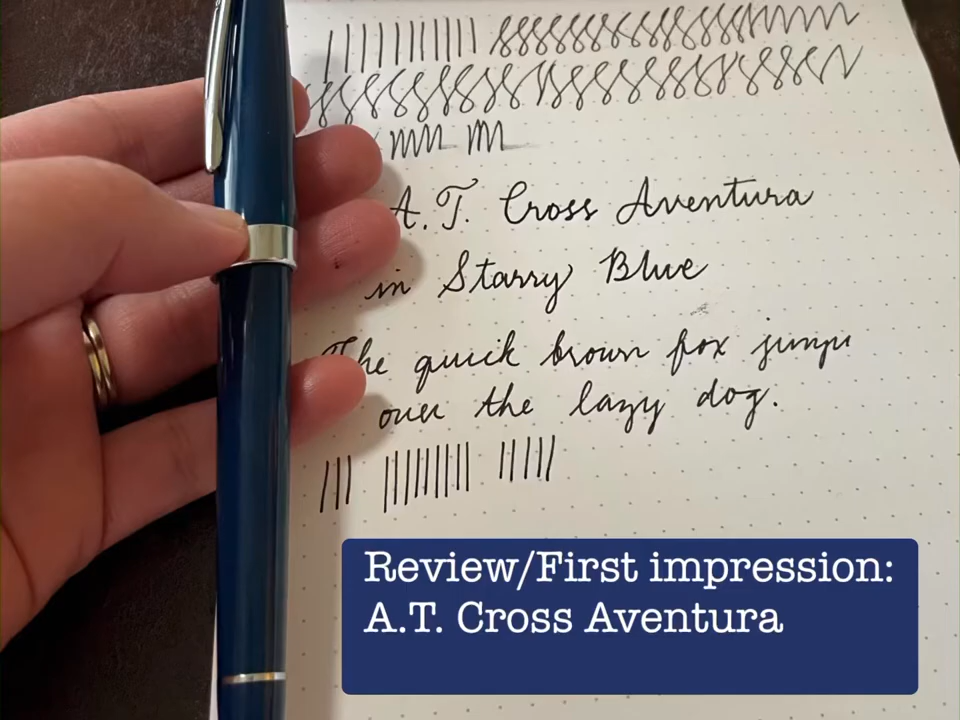 A.T. Cross Aventura
in Starry Blue
The quick brown fox jumps
over the lazy dog.
Review/First impression:
A.T. Cross Aventura